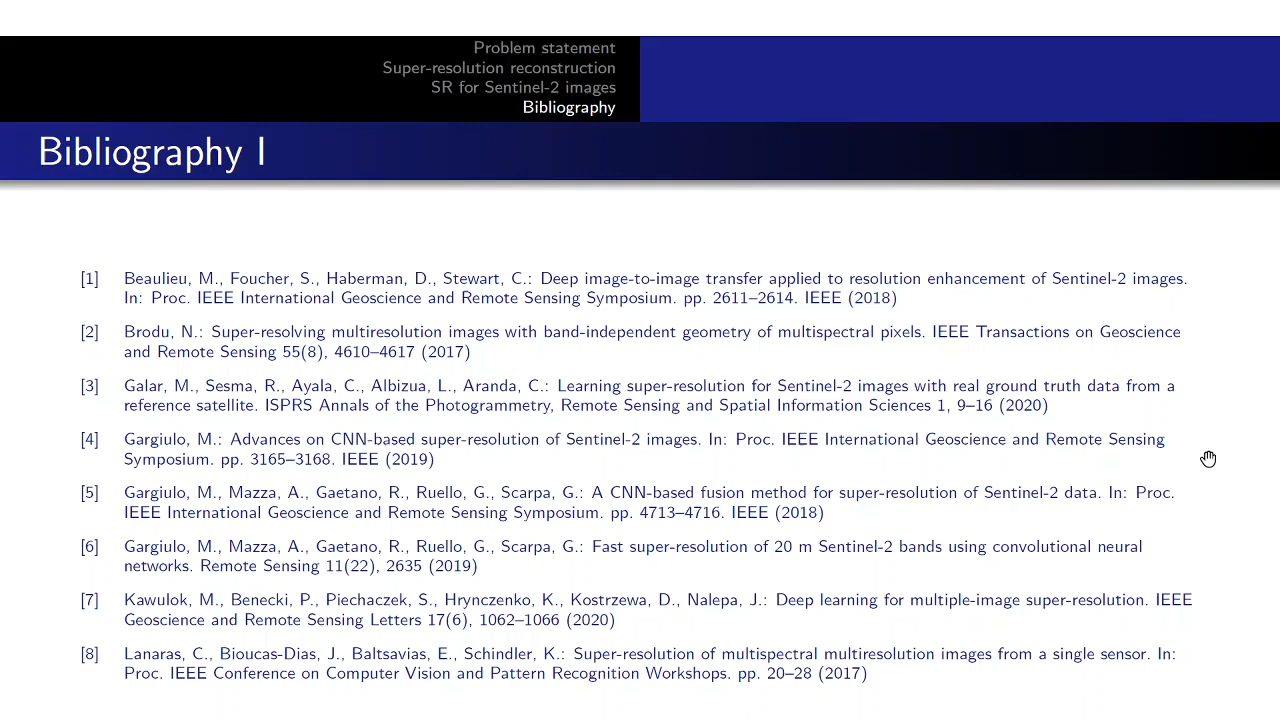 Problem statement
Super-resolution reconstruction
SR for Sentinel-2 images
Bibliography
Bibliography I
[1] Beaulieu, M., Foucher, S., Haberman, D., Stewart, C.: Deep image-to-image transfer applied to resolution enhancement of Sentinel-2 images.
In: Proc. IEEE International Geoscience and Remote Sensing Symposium. pp. 2611–2614. IEEE (2018)
[2] Brodu, N.: Super-resolving multiresolution images with band-independent geometry of multispectral pixels. IEEE Transactions on Geoscience
and Remote Sensing 55(8), 4610–4617 (2017)
[3] Galar, M., Sesma, R., Ayala, C., Albizua, L., Aranda, C.: Learning super-resolution for Sentinel-2 images with real ground truth data from a
reference satellite. ISPRS Annals of the Photogrammetry, Remote Sensing and Spatial Information Sciences 1, 9–16 (2020)
[4] Gargiulo, M.: Advances on CNN-based super-resolution of Sentinel-2 images. In: Proc. IEEE International Geoscience and Remote Sensing
Symposium. pp. 3165–3168. IEEE (2019)
[5] Gargiulo, M., Mazza, A., Gaetano, R., Ruello, G., Scarpa, G.: A CNN-based fusion method for super-resolution of Sentinel-2 data. In: Proc.
IEEE International Geoscience and Remote Sensing Symposium. pp. 4713–4716. IEEE (2018)
[6] Gargiulo, M., Mazza, A., Gaetano, R., Ruello, G., Scarpa, G.: Fast super-resolution of 20 m Sentinel-2 bands using convolutional neural
networks. Remote Sensing 11(22), 2635 (2019)
[7] Kawulok, M., Benecki, P., Piechaczek, S., Hrynczenko, K., Kostrzewa, D., Nalepa, J.: Deep learning for multiple-image super-resolution. IEEE
Geoscience and Remote Sensing Letters 17(6), 1062–1066 (2020)
[8] Lanaras, C., Bioucas-Dias, J., Baltsavias, E., Schindler, K.: Super-resolution of multispectral multiresolution images from a single sensor. In:
Proc. IEEE Conference on Computer Vision and Pattern Recognition Workshops. pp. 20–28 (2017)